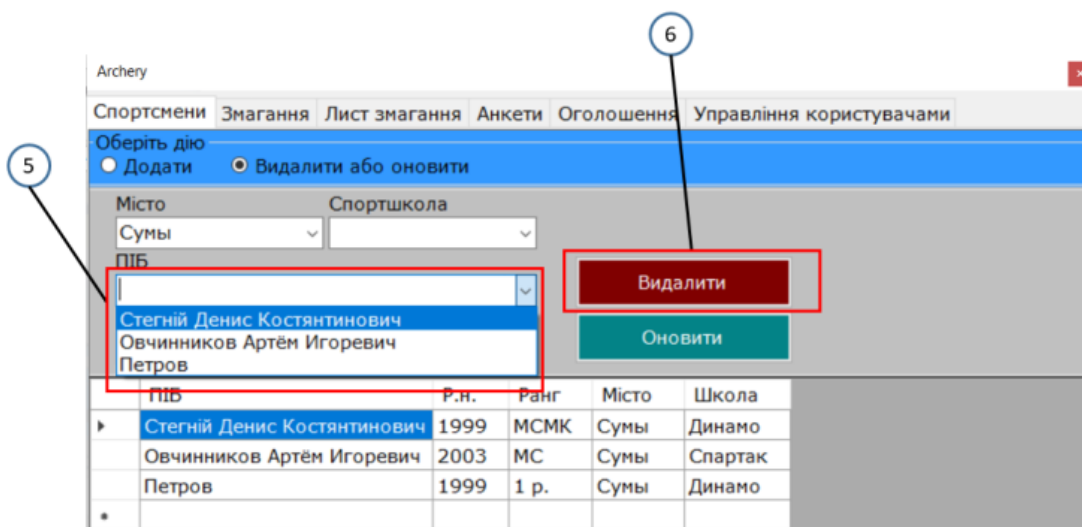 6
Archery
Спортсмени Змагання Лист змагання Анкети Оголошення Управління користувачами
Оберіть дію
5
Додати Видалити або оновити
Місто Спортшкола
Сумы
ПІБ
Видалити
Стегній Денис Костянтинович
Овчинников Артём Игоревич
Оновити
Петров
ПІБ Р.н. Ранг Місто Школа
Стегній Денис Костянтинович 1999 МСМК Сумы Динамо
Овчинников Артём Игоревич 2003 МС Сумы Спартак
Петров 1999 1 р. Сумы Динамо